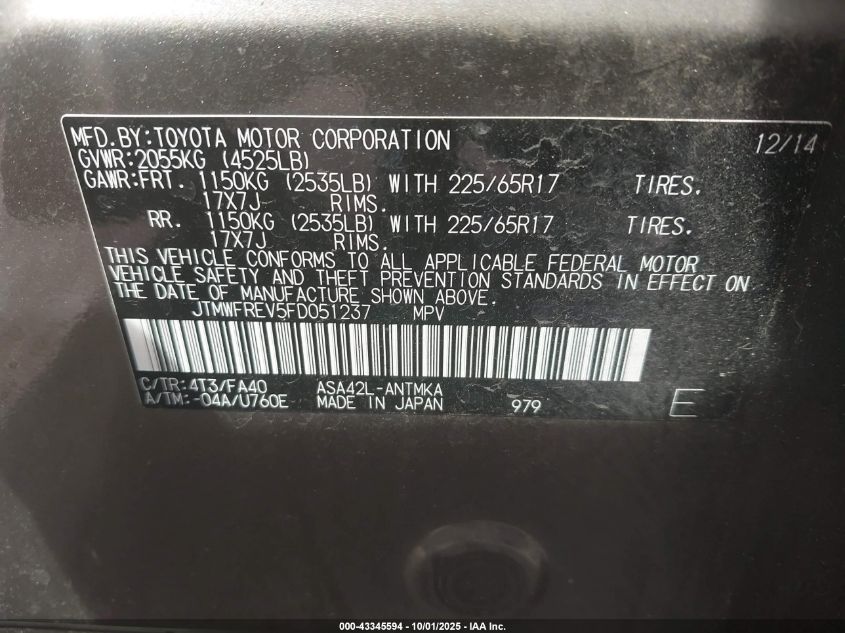 MFD.BY:TOYOTA MOTOR CORPORATION 12/14
GVWR:2055KG (4525LB)
GAWR:FRT. 1150KG (2535LB) WITH 225/65R17 TIRES.
17X7J RIMS.
RR. 1150KG (2535LB) WITH 225/65R17 TIRES.
17X7J RIMS.
THIS VEHICLE CONFORMS TO ALL APPLICABLE FEDERAL MOTOR
VEHICLE SAFETY AND THEFT PREVENTION STANDARDS IN EFFECT ON
THE DATE OF MANUFACTURE SHOWN ABOVE.
JTMWFREV5FD051237 MPV
C/TR:4T3/FA40 ASA42L-ANTMKA
A/TM:-04A/U760E MADE IN JAPAN 979 E
000-43345594 - 10/01/2025 - IAA Inc.